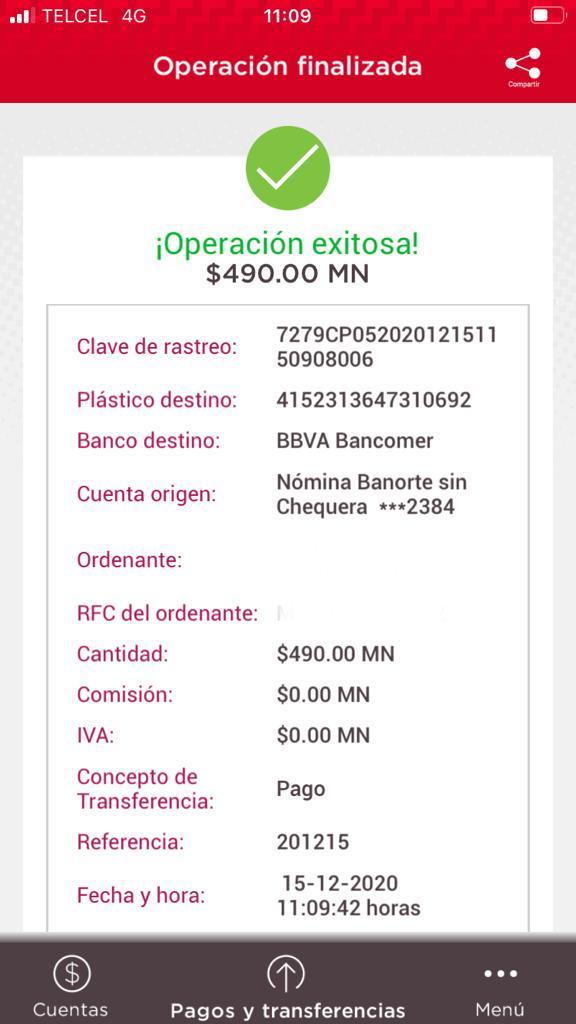 TELCEL 4G 11:09
Operación finalizada
Compartir
¡Operación exitosa!
$490.00 MN
Clave de rastreo: 7279CP052020121511
50908006
Plástico destino: 4152313647310692
Banco destino: BBVA Bancomer
Cuenta origen: Nómina Banorte sin
Chequera ***2384
Ordenante:
RFC del ordenante:
Cantidad: $490.00 MN
Comisión: $0.00 MN
IVA: $0.00 MN
Concepto de
Transferencia: Pago
Referencia: 201215
Fecha y hora: 15-12-2020
11:09:42 horas
Cuentas Pagos y transferencias Menú